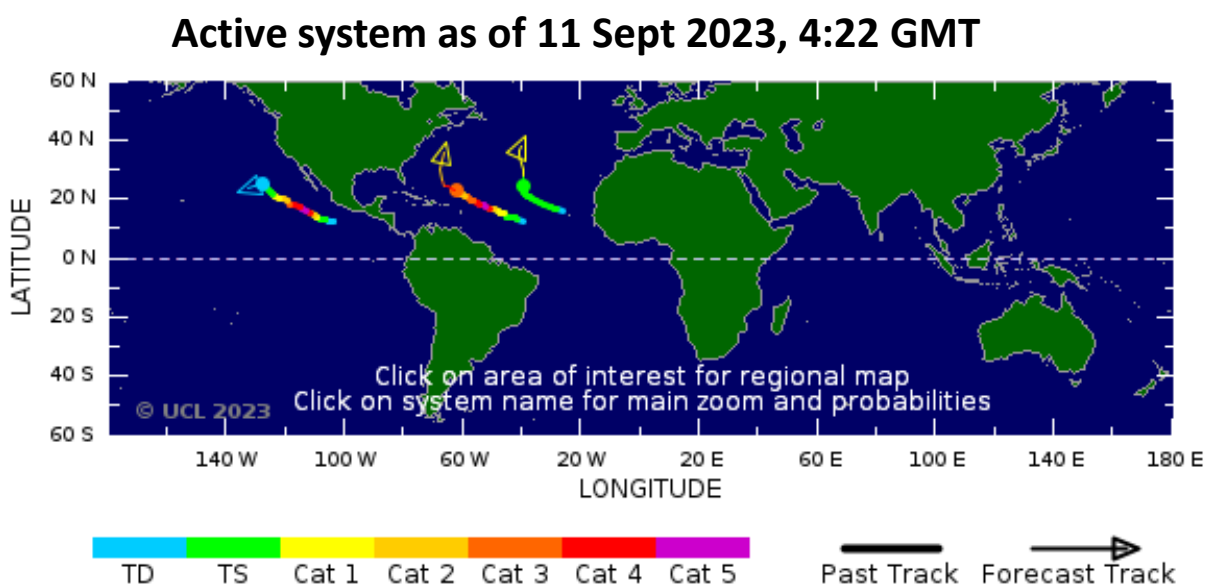 Active system as of 11 Sept 2023, 4:22 GMT
60 N
40 N
20 N
0 N
20 S
40 S
60 S
LATITUDE
Click on area of interest for regional map
Click on system name for main zoom and probabilities
© UCL 2023
140 W 100 W 60 W 20 W 20 E 60 E 100 E 140 E 180 E
LONGITUDE
TD TS Cat 1 Cat 2 Cat 3 Cat 4 Cat 5 Past Track Forecast Track